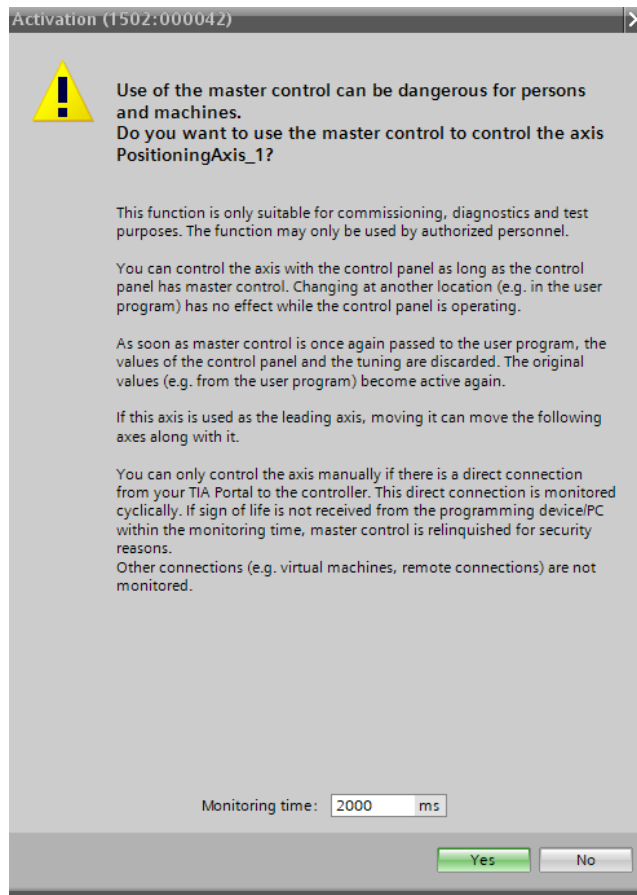 Activation (1502:000042)
Use of the master control can be dangerous for persons
and machines.
Do you want to use the master control to control the axis
PositioningAxis_1?
This function is only suitable for commissioning, diagnostics and test
purposes. The function may only be used by authorized personnel.
You can control the axis with the control panel as long as the control
panel has master control. Changing at another location (e.g. in the user
program) has no effect while the control panel is operating.
As soon as master control is once again passed to the user program, the
values of the control panel and the tuning are discarded. The original
values (e.g. from the user program) become active again.
If this axis is used as the leading axis, moving it can move the following
axes along with it.
You can only control the axis manually if there is a direct connection
from your TIA Portal to the controller. This direct connection is monitored
cyclically. If sign of life is not received from the programming device/PC
within the monitoring time, master control is relinquished for security
reasons.
Other connections (e.g. virtual machines, remote connections) are not
monitored.
Monitoring time: 2000 ms
Yes No